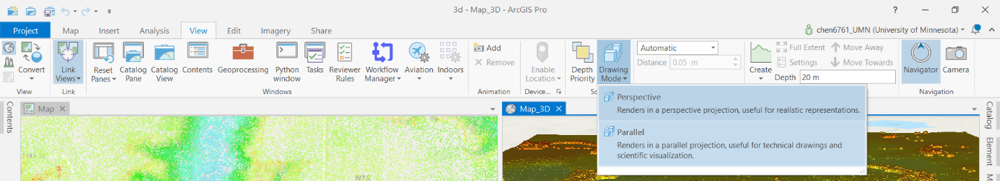 3d - Map_3D - ArcGIS Pro
?
Project Map Insert Analysis View Edit Imagery Share
chen6761_UMN (University of Minnesota)
Convert
View
Link
Views
Link
Reset
Panes
Catalog
Pane
Catalog
View
Contents
Geoprocessing
Python
window
Tasks
Reviewer
Rules
Workflow
Manager
Aviation
Indoors
Windows
Add
Remove
Animation
Enable
Location
Device...
Depth
Priority
Drawing
Mode
Sc
Automatic
Distance 0.05 m
Create
Full Extent
Settings
Move Away
Move Towards
Depth 20 m
Navigator
Camera
Navigation
Perspective
Renders in a perspective projection, useful for realistic representations.
Parallel
Renders in a parallel projection, useful for technical drawings and
scientific visualization.
Contents
Map
Map_3D
Catalog
Element
M
923